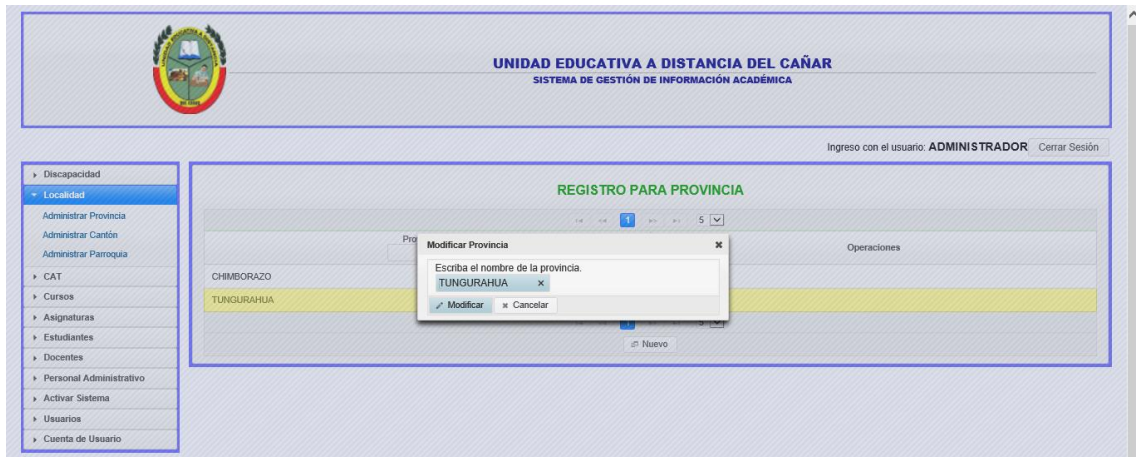 UNIDAD EDUCATIVA A DISTANCIA DEL CAÑAR
SISTEMA DE GESTIÓN DE INFORMACIÓN ACADÉMICA
Ingreso con el usuario: ADMINISTRADOR Cerrar Sesión
Discapacidad
Localidad
Administrar Provincia
Administrar Cantón
Administrar Parroquia
CAT
Cursos
Asignaturas
Estudiantes
Docentes
Personal Administrativo
Activar Sistema
Usuarios
Cuenta de Usuario
REGISTRO PARA PROVINCIA
1 5
Pro
Operaciones
CHIMBORAZO
TUNGURAHUA
Modificar Provincia
Escriba el nombre de la provincia.
TUNGURAHUA
Modificar Cancelar
1 5
Nuevo